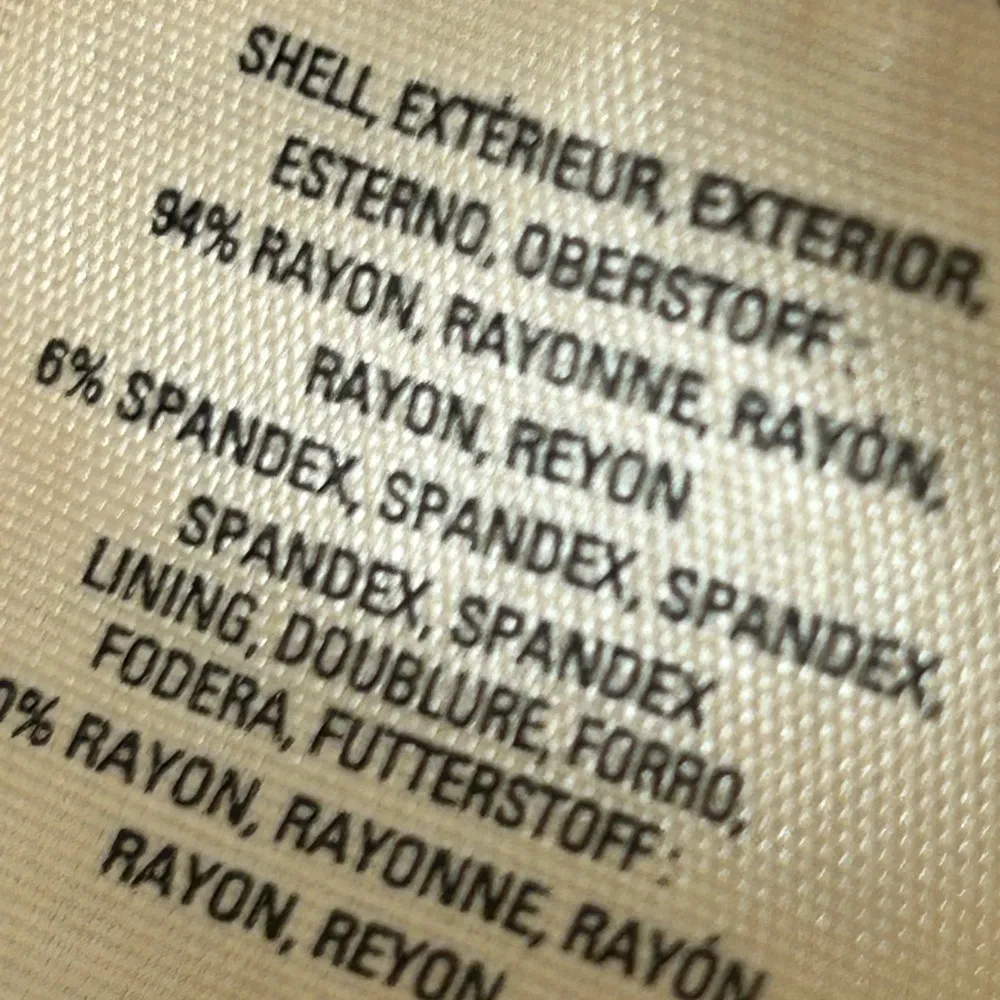 SHELL, EXTÉRIEUR, EXTERIOR,
ESTERNO, OBERSTOFF :
94% RAYON, RAYONNE, RAYÓN,
RAYON, REYON
6% SPANDEX, SPANDEX, SPANDEX,
SPANDEX, SPANDEX
LINING, DOUBLURE, FORRO,
FODERA, FUTTERSTOFF :
0% RAYON, RAYONNE, RAYÓN
RAYON, REYON